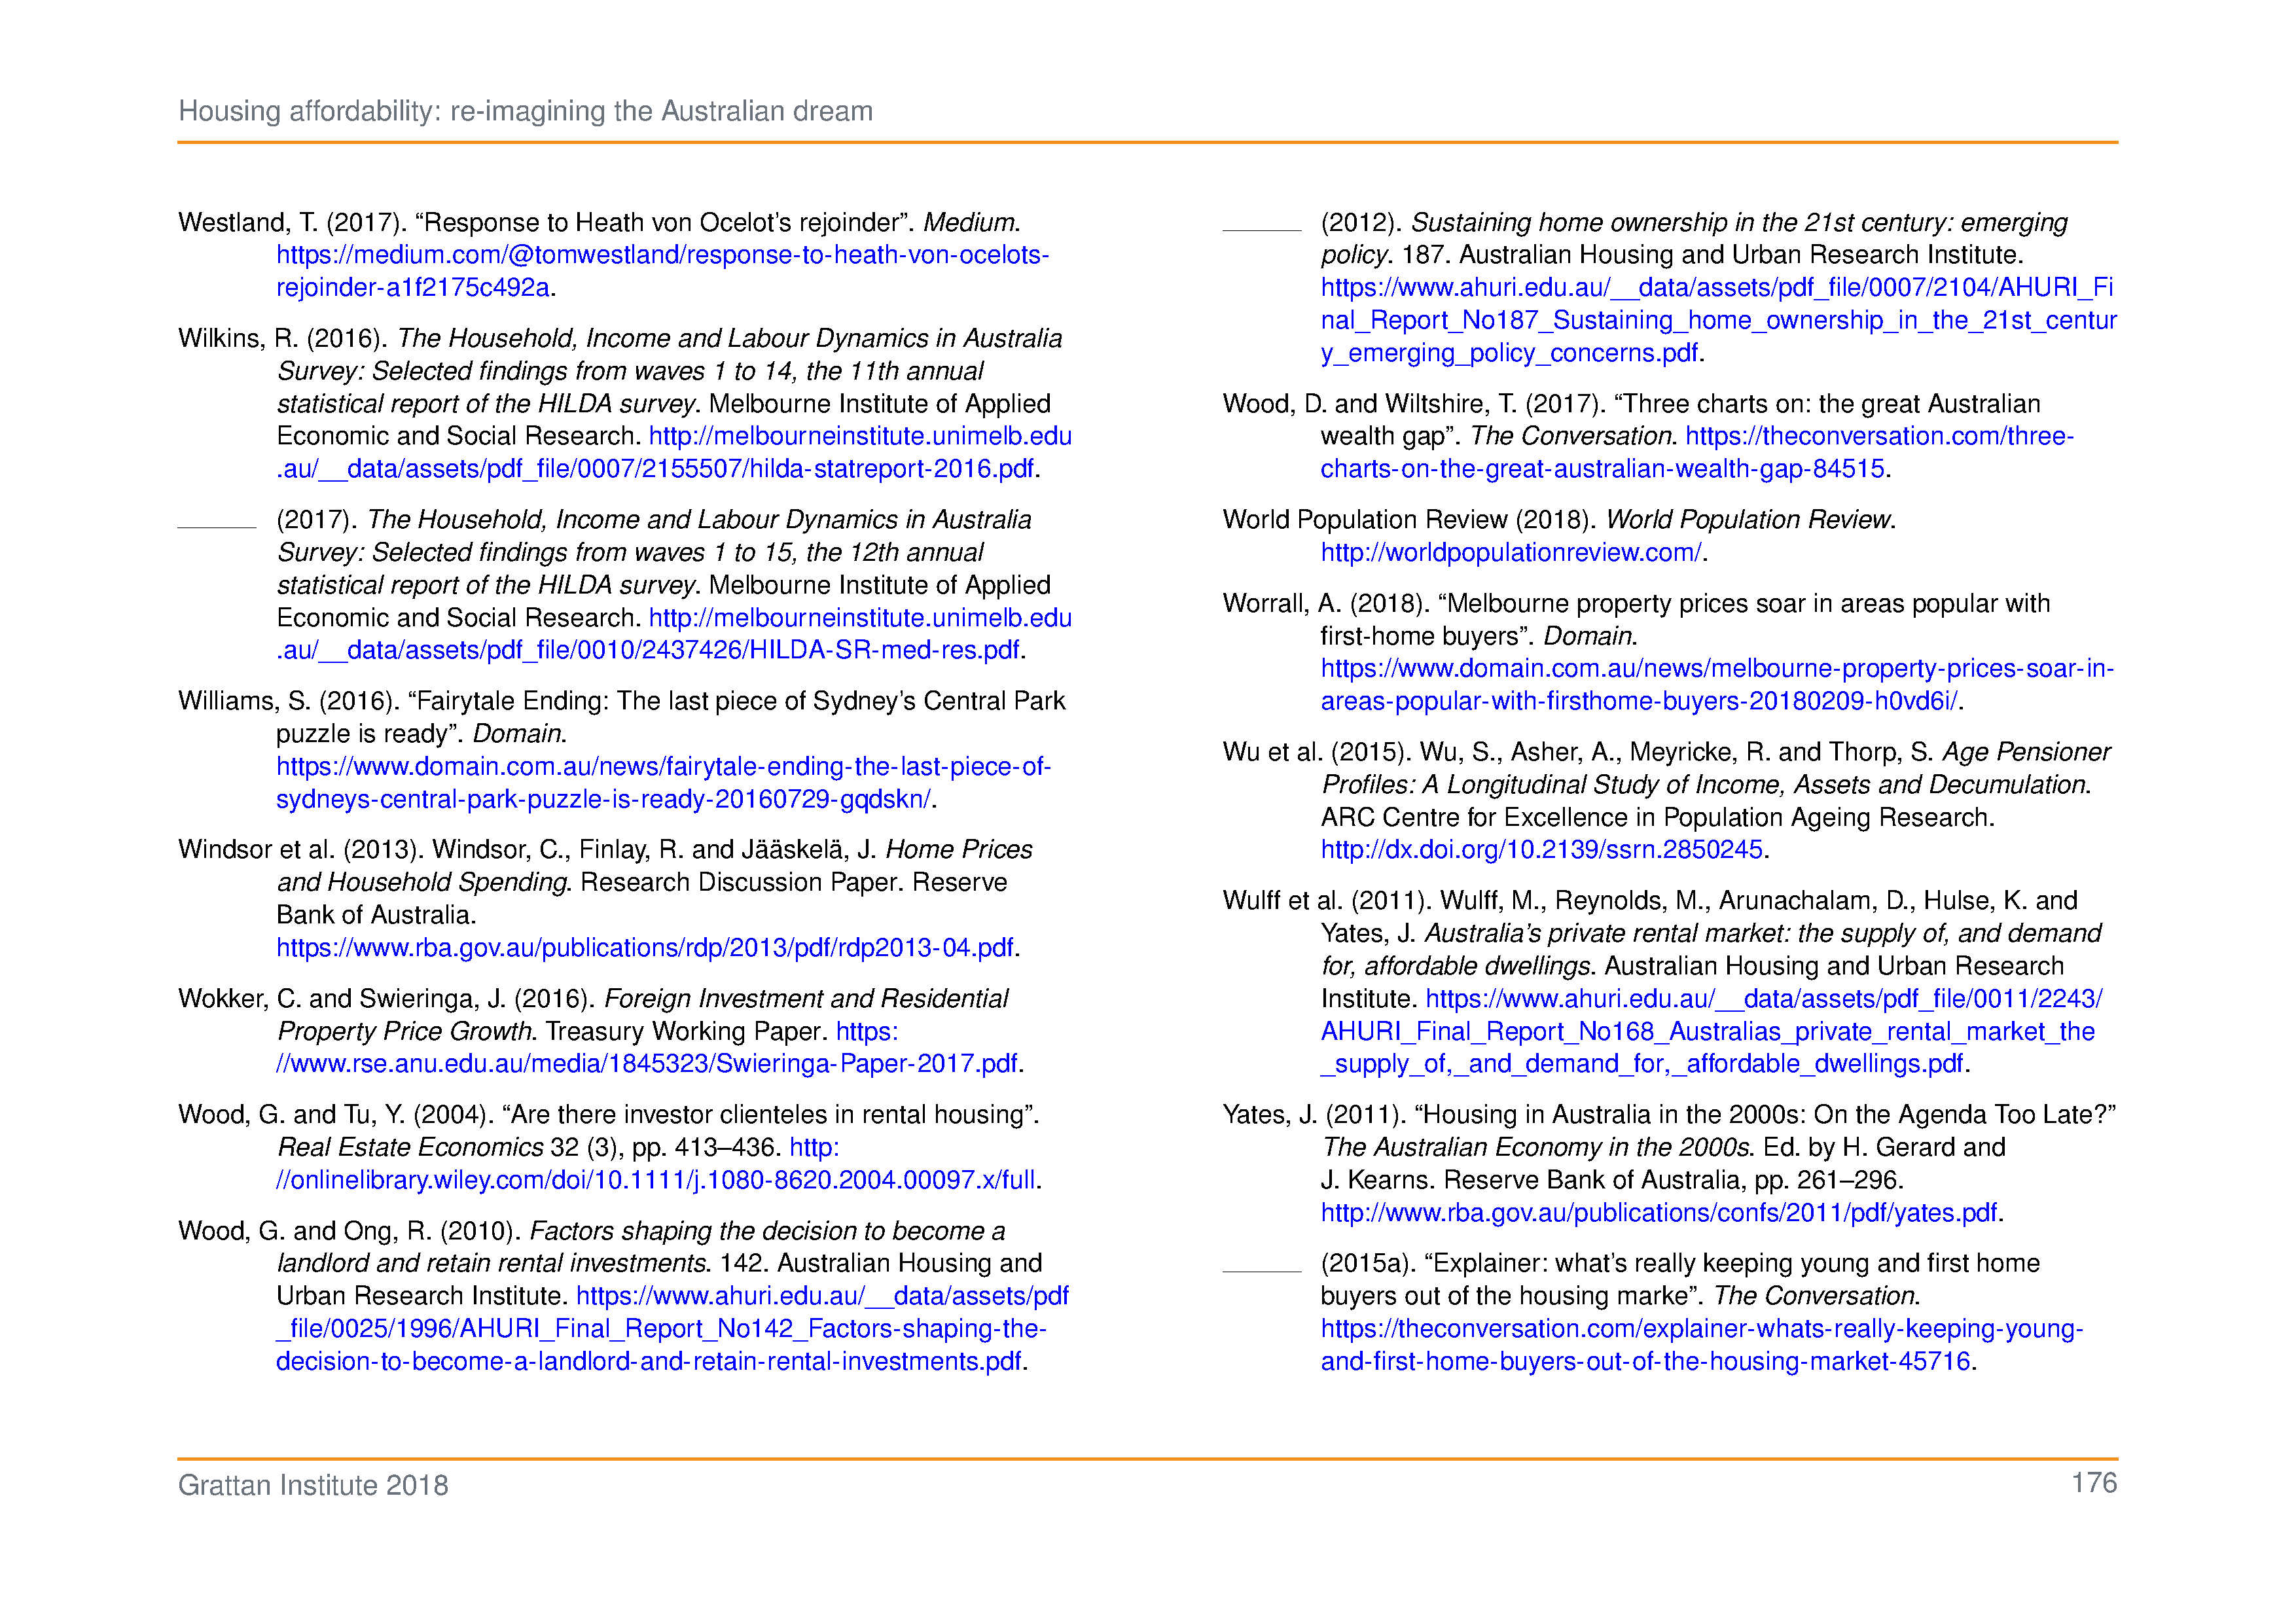 Housing affordability: re-imagining the Australian dream
Westland, T. (2017). “Response to Heath von Ocelot’s rejoinder”. Medium.
https://medium.com/@tomwestland/response-to-heath-von-ocelots-
rejoinder-a1f2175c492a.
Wilkins, R. (2016). The Household, Income and Labour Dynamics in Australia
Survey: Selected findings from waves 1 to 14, the 11th annual
statistical report of the HILDA survey. Melbourne Institute of Applied
Economic and Social Research. http://melbourneinstitute.unimelb.edu
.au/__data/assets/pdf_file/0007/2155507/hilda-statreport-2016.pdf.
______ (2017). The Household, Income and Labour Dynamics in Australia
Survey: Selected findings from waves 1 to 15, the 12th annual
statistical report of the HILDA survey. Melbourne Institute of Applied
Economic and Social Research. http://melbourneinstitute.unimelb.edu
.au/__data/assets/pdf_file/0010/2437426/HILDA-SR-med-res.pdf.
Williams, S. (2016). “Fairytale Ending: The last piece of Sydney’s Central Park
puzzle is ready”. Domain.
https://www.domain.com.au/news/fairytale-ending-the-last-piece-of-
sydneys-central-park-puzzle-is-ready-20160729-gqdskn/.
Windsor et al. (2013). Windsor, C., Finlay, R. and Jääskelä, J. Home Prices
and Household Spending. Research Discussion Paper. Reserve
Bank of Australia.
https://www.rba.gov.au/publications/rdp/2013/pdf/rdp2013-04.pdf.
Wokker, C. and Swieringa, J. (2016). Foreign Investment and Residential
Property Price Growth. Treasury Working Paper. https:
//www.rse.anu.edu.au/media/1845323/Swieringa-Paper-2017.pdf.
Wood, G. and Tu, Y. (2004). “Are there investor clienteles in rental housing”.
Real Estate Economics 32 (3), pp. 413–436. http:
//onlinelibrary.wiley.com/doi/10.1111/j.1080-8620.2004.00097.x/full.
Wood, G. and Ong, R. (2010). Factors shaping the decision to become a
landlord and retain rental investments. 142. Australian Housing and
Urban Research Institute. https://www.ahuri.edu.au/__data/assets/pdf
_file/0025/1996/AHURI_Final_Report_No142_Factors-shaping-the-
decision-to-become-a-landlord-and-retain-rental-investments.pdf.
______ (2012). Sustaining home ownership in the 21st century: emerging
policy. 187. Australian Housing and Urban Research Institute.
https://www.ahuri.edu.au/__data/assets/pdf_file/0007/2104/AHURI_Fi
nal_Report_No187_Sustaining_home_ownership_in_the_21st_centur
y_emerging_policy_concerns.pdf.
Wood, D. and Wiltshire, T. (2017). “Three charts on: the great Australian
wealth gap”. The Conversation. https://theconversation.com/three-
charts-on-the-great-australian-wealth-gap-84515.
World Population Review (2018). World Population Review.
http://worldpopulationreview.com/.
Worrall, A. (2018). “Melbourne property prices soar in areas popular with
first-home buyers”. Domain.
https://www.domain.com.au/news/melbourne-property-prices-soar-in-
areas-popular-with-firsthome-buyers-20180209-h0vd6i/.
Wu et al. (2015). Wu, S., Asher, A., Meyricke, R. and Thorp, S. Age Pensioner
Profiles: A Longitudinal Study of Income, Assets and Decumulation.
ARC Centre for Excellence in Population Ageing Research.
http://dx.doi.org/10.2139/ssrn.2850245.
Wulff et al. (2011). Wulff, M., Reynolds, M., Arunachalam, D., Hulse, K. and
Yates, J. Australia’s private rental market: the supply of, and demand
for, affordable dwellings. Australian Housing and Urban Research
Institute. https://www.ahuri.edu.au/__data/assets/pdf_file/0011/2243/
AHURI_Final_Report_No168_Australias_private_rental_market_the
_supply_of,_and_demand_for,_affordable_dwellings.pdf.
Yates, J. (2011). “Housing in Australia in the 2000s: On the Agenda Too Late?”
The Australian Economy in the 2000s. Ed. by H. Gerard and
J. Kearns. Reserve Bank of Australia, pp. 261–296.
http://www.rba.gov.au/publications/confs/2011/pdf/yates.pdf.
______ (2015a). “Explainer: what’s really keeping young and first home
buyers out of the housing marke”. The Conversation.
https://theconversation.com/explainer-whats-really-keeping-young-
and-first-home-buyers-out-of-the-housing-market-45716.
Grattan Institute 2018
176